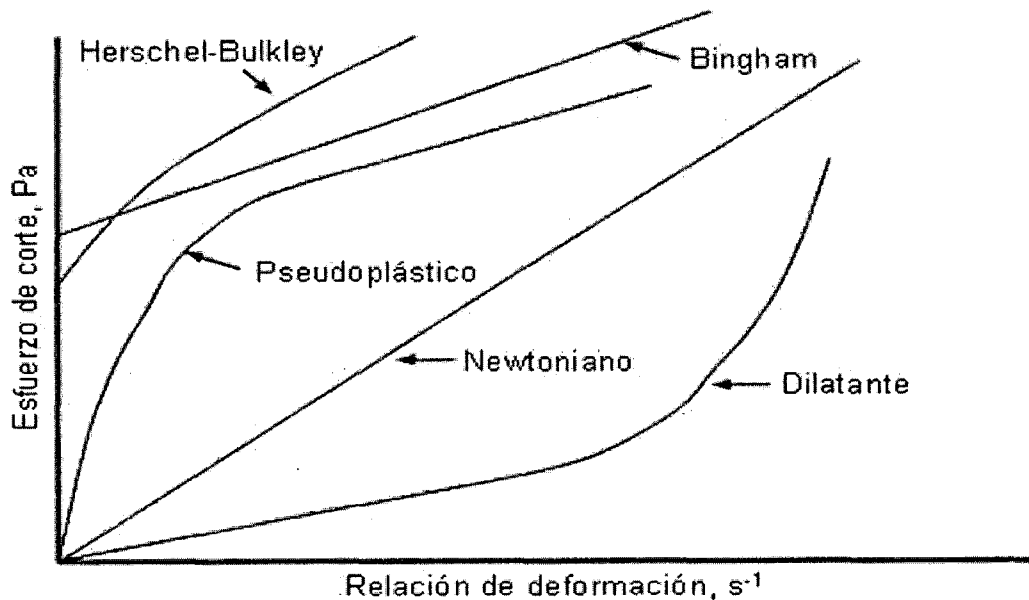 Herschel-Bulkley
Bingham
Pseudoplástico
Newtoniano
Dilatante
Esfuerzo de corte, Pa
Relación de deformación, s-1